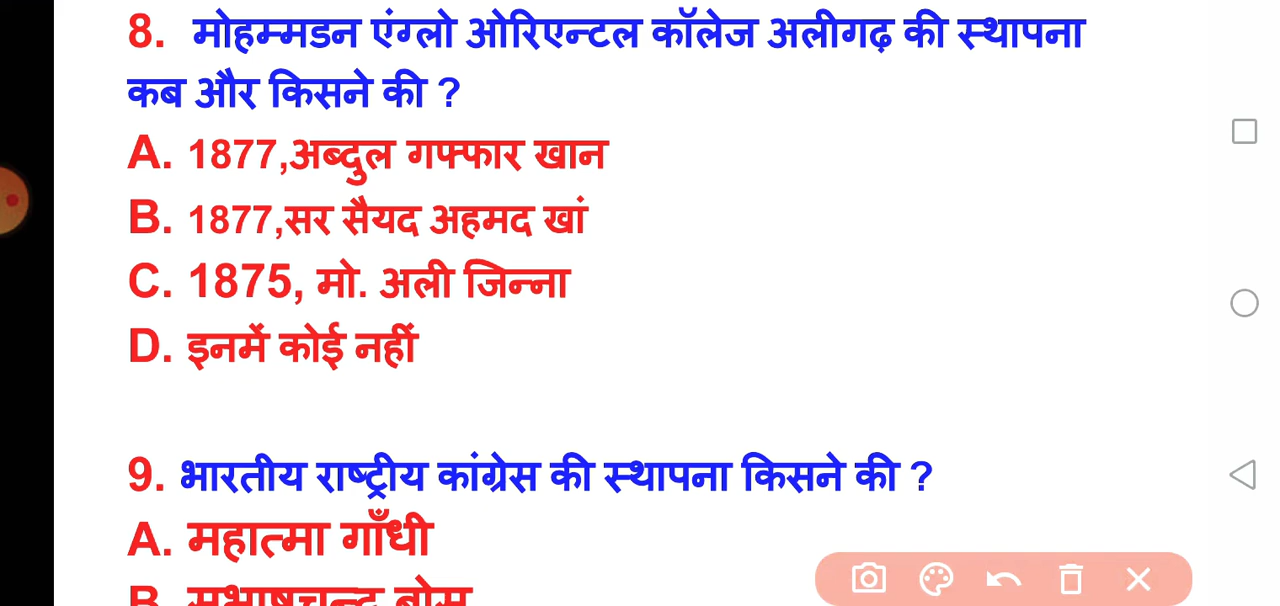 8. मोहम्मडन एंग्लो ओरिएन्टल कॉलेज अलीगढ़ की स्थापना
कब और किसने की ?
A. 1877,अब्दुल गफ्फार खान
B. 1877,सर सैयद अहमद खां
C. 1875, मो. अली जिन्ना
D. इनमें कोई नहीं
9. भारतीय राष्ट्रीय कांग्रेस की स्थापना किसने की ?
A. महात्मा गाँधी
B. सुभाषचन्द बोस